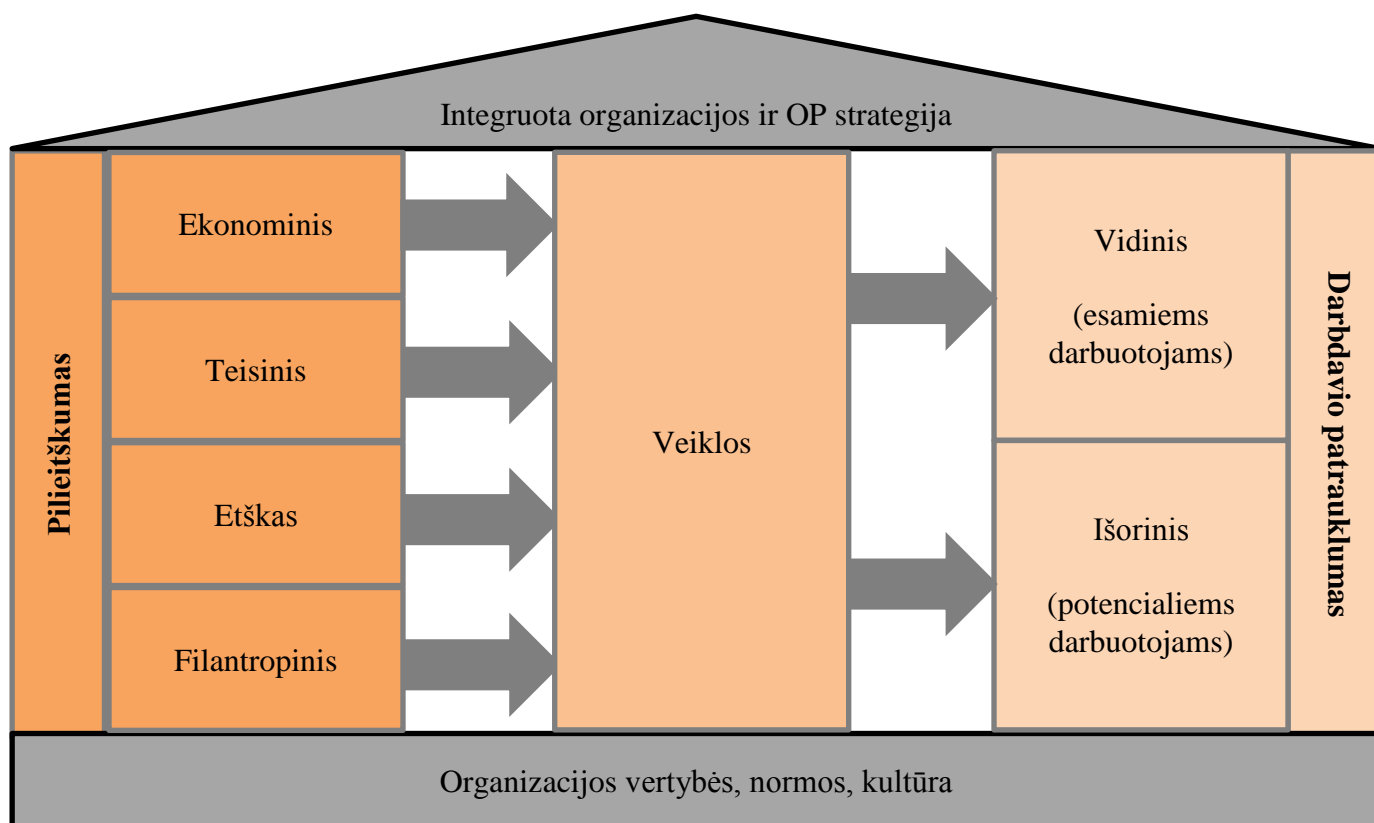 Integruota organizacijos ir OP strategija
Pilieitškumas
Ekonominis
Teisinis
Etškas
Filantropinis
Veiklos
Vidinis
(esamiems
darbuotojams)
Išorinis
(potencialiems
darbuotojams)
Darbdavio patrauklumas
Organizacijos vertybės, normos, kultūra